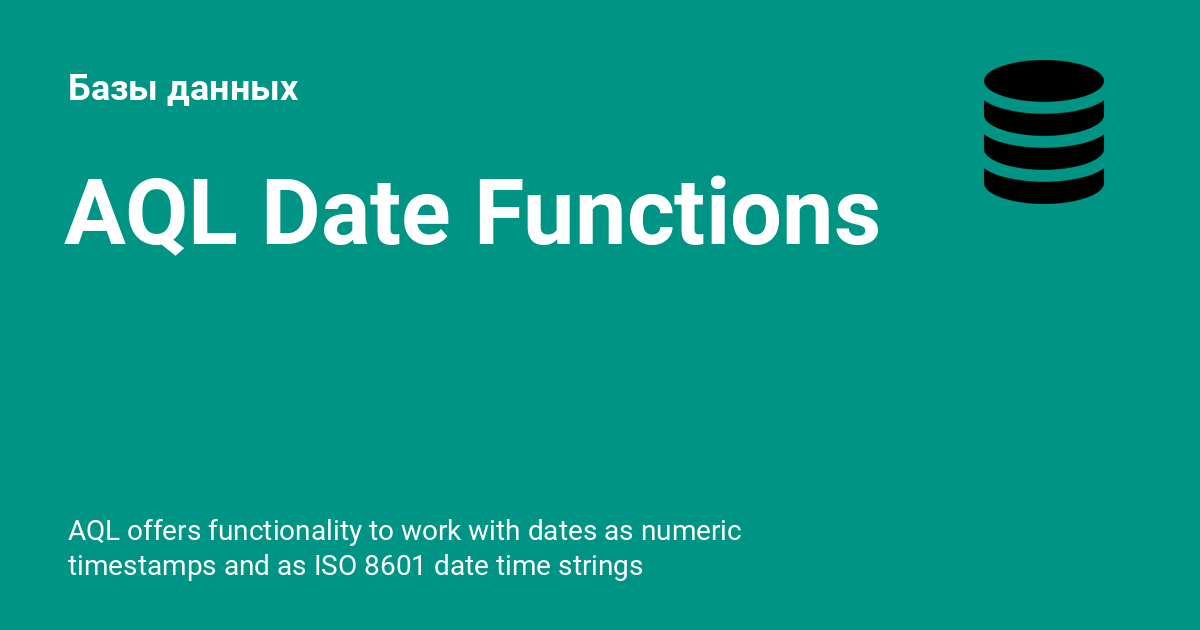 Базы данных
AQL Date Functions
AQL offers functionality to work with dates as numeric
timestamps and as ISO 8601 date time strings